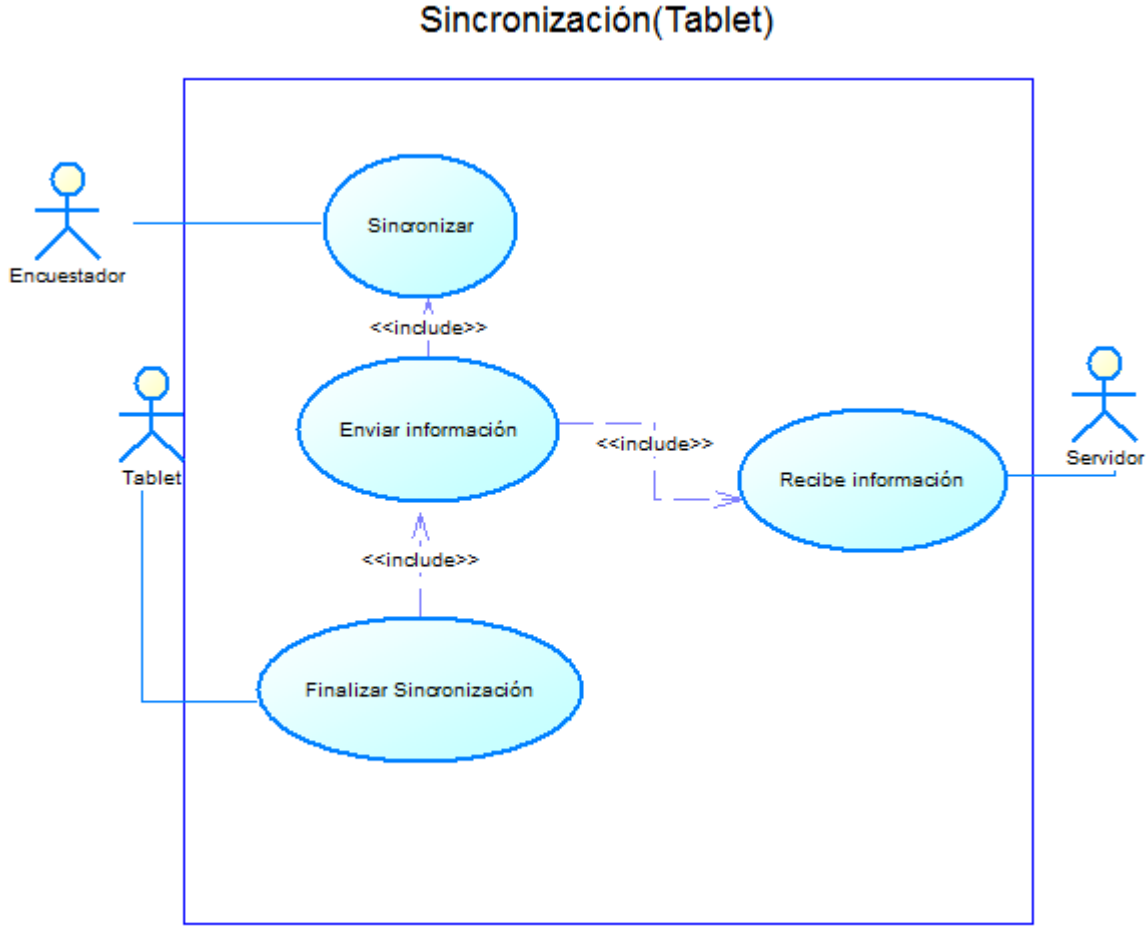 Sincronización(Tablet)
Encuestador
Sincronizar
<<include>>
Enviar información
<<include>>
Tablet
Servidor
Recibe información
<<include>>
Finalizar Sincronización